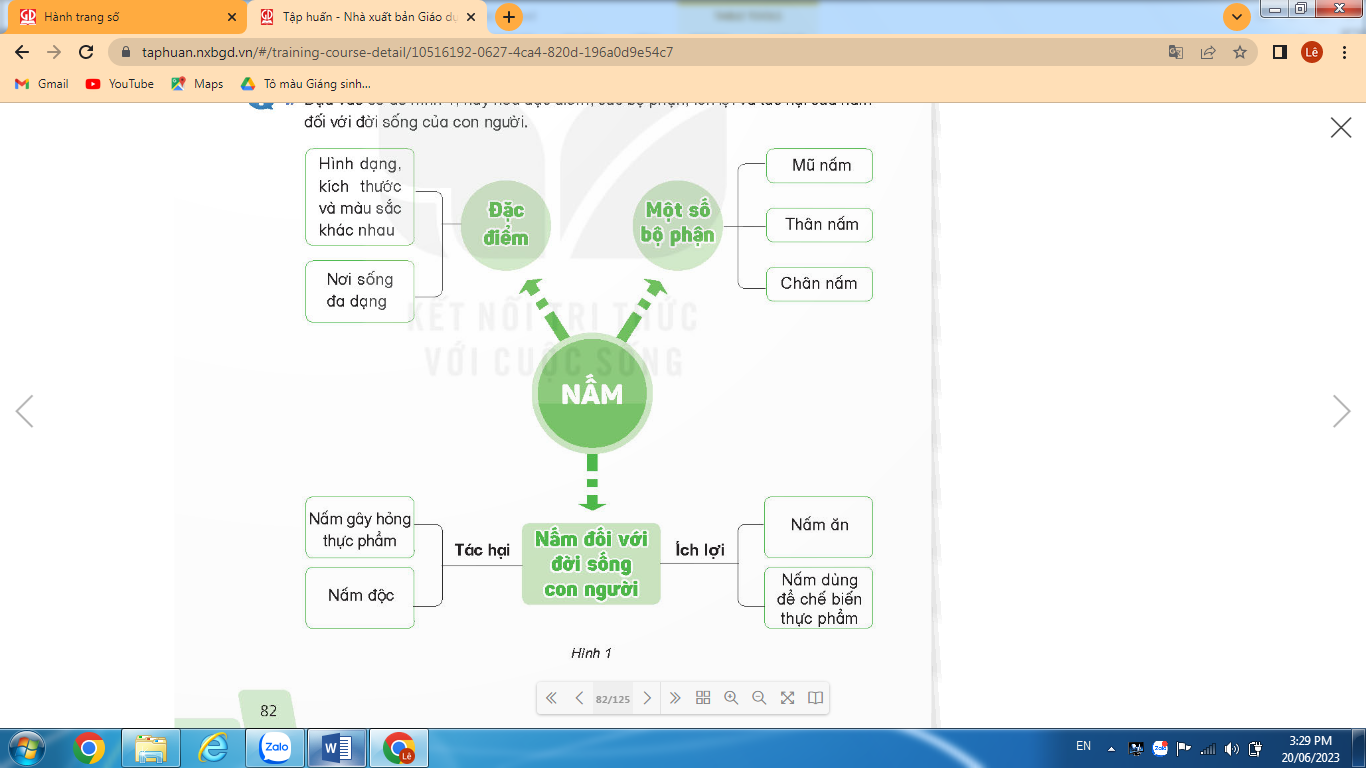 Hành trang số
Tập huấn - Nhà xuất bản Giáo dụ
taphuan.nxbgd.vn/#/training-course-detail/10516192-0627-4ca4-820d-196a0d9e54c7
Lê
Gmail
YouTube
Maps
Tô màu Giáng sinh...
đối với đời sống của con người.
Hình dạng,
kích thước
và màu sắc
khác nhau
Nơi sống
đa dạng
Đặc
điểm
Một số
bộ phận
Mũ nấm
Thân nấm
Chân nấm
KẾT NỐI TRI THỨC
VỚI CUỘC SỐNG
NẤM
Nấm gây hỏng
thực phẩm
Nấm độc
Tác hại
Nấm đối với
đời sống
con người
Ích lợi
Nấm ăn
Nấm dùng
để chế biến
thực phẩm
Hình 1
82/125
82
Zalo
Lê
EN
3:29 PM
20/06/2023